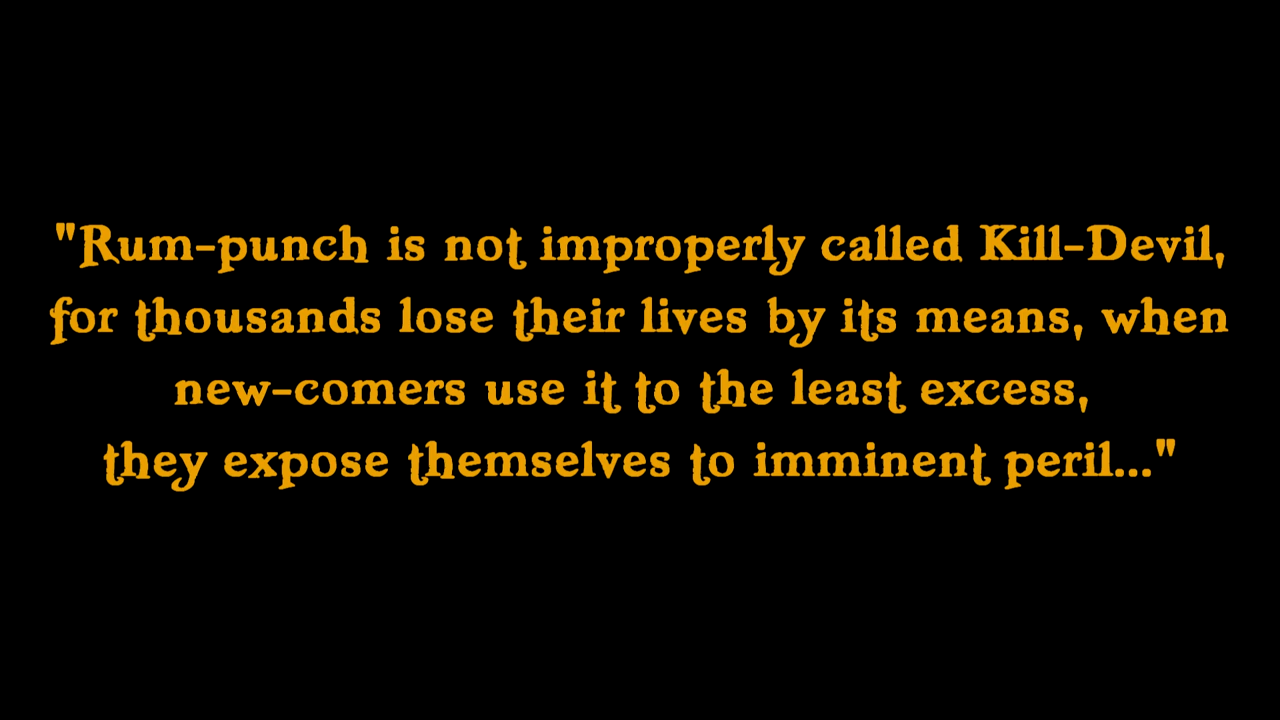 "Rum-punch is not improperly called Kill-Devil,
for thousands lose their lives by its means, when
new-comers use it to the least excess,
they expose themselves to imminent peril..."